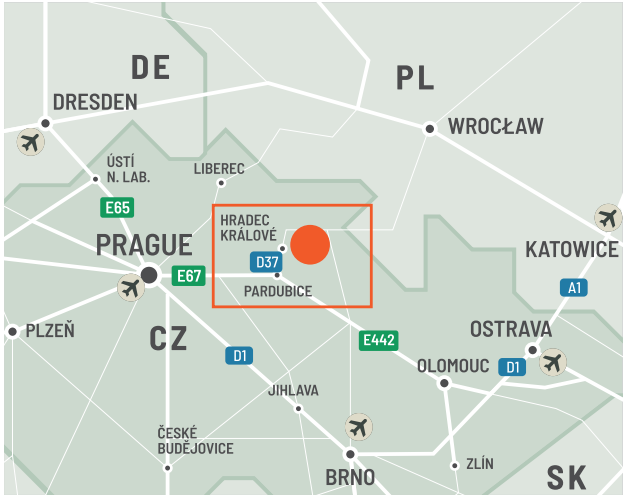 DE
PL
DRESDEN
WROCŁAW
ÚSTÍ
N. LAB.
LIBEREC
E65
HRADEC
KRÁLOVÉ
PRAGUE
KATOWICE
D37
E67
PARDUBICE
A1
PLZEŇ
CZ
E442
OSTRAVA
D1
OLOMOUC
D1
JIHLAVA
ČESKÉ
BUDĚJOVICE
ZLÍN
BRNO
SK